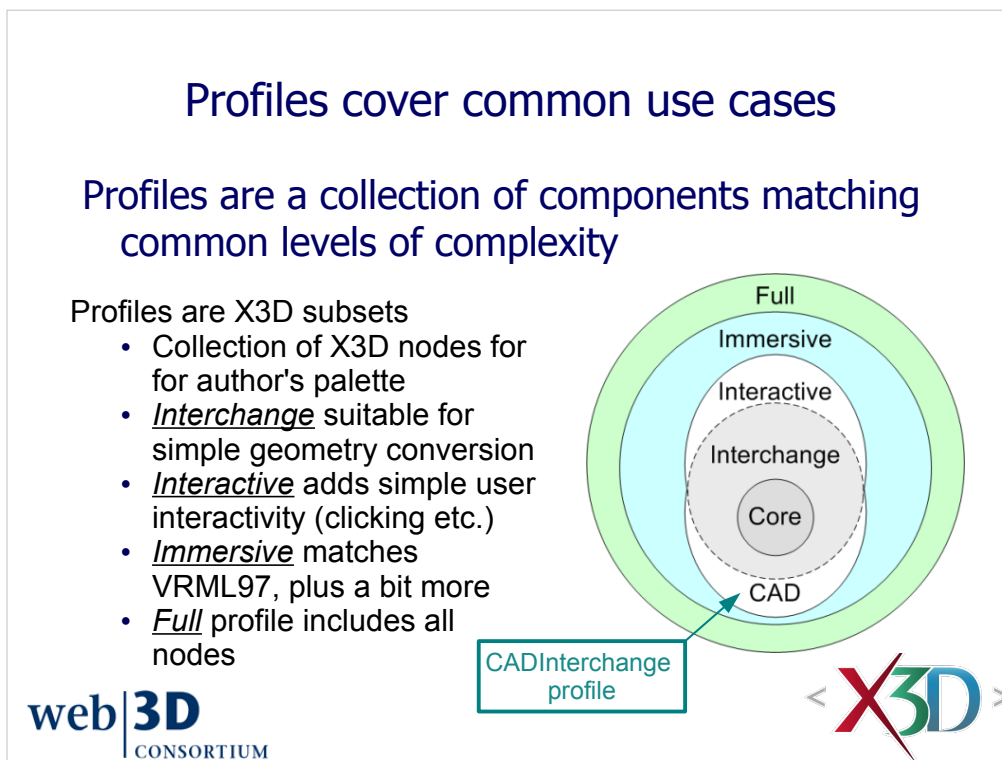 Profiles cover common use cases
Profiles are a collection of components matching
common levels of complexity
Profiles are X3D subsets
• Collection of X3D nodes for
for author's palette
• Interchange suitable for
simple geometry conversion
• Interactive adds simple user
interactivity (clicking etc.)
• Immersive matches
VRML97, plus a bit more
• Full profile includes all
nodes
Full
Immersive
Interactive
Interchange
Core
CAD
CADInterchange
profile
web|3D
CONSORTIUM
<X3D>